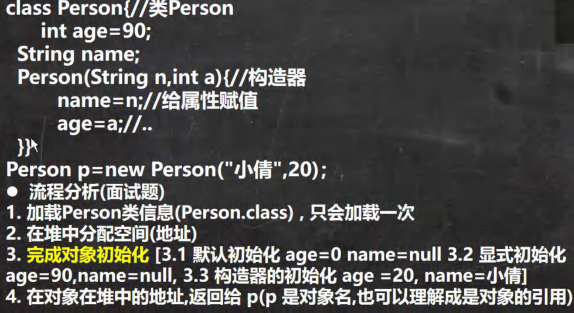 class Person{//类Person
int age=90;
String name;
Person(String n,int a){//构造器
name=n;//给属性赋值
age=a;//..
}}
Person p=new Person("小倩",20);
● 流程分析(面试题)
1. 加载Person类信息(Person.class) , 只会加载一次
2. 在堆中分配空间(地址)
3. 完成对象初始化 [3.1 默认初始化 age=0 name=null 3.2 显式初始化
age=90,name=null, 3.3 构造器的初始化 age =20, name=小倩]
4. 在对象在堆中的地址,返回给 p(p 是对象名,也可以理解成是对象的引用)